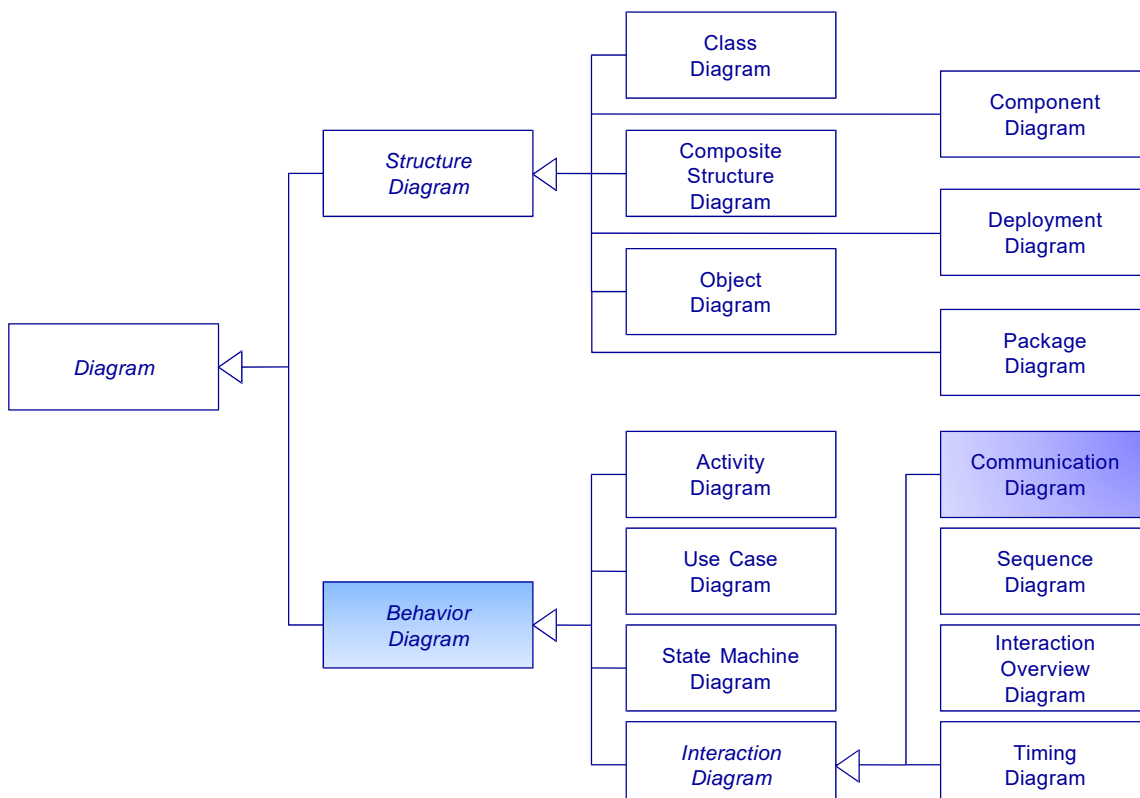 Class
Diagram
Component
Diagram
Structure
Diagram
Composite
Structure
Diagram
Deployment
Diagram
Object
Diagram
Package
Diagram
Diagram
Activity
Diagram
Communication
Diagram
Use Case
Diagram
Sequence
Diagram
Behavior
Diagram
State Machine
Diagram
Interaction
Overview
Diagram
Interaction
Diagram
Timing
Diagram